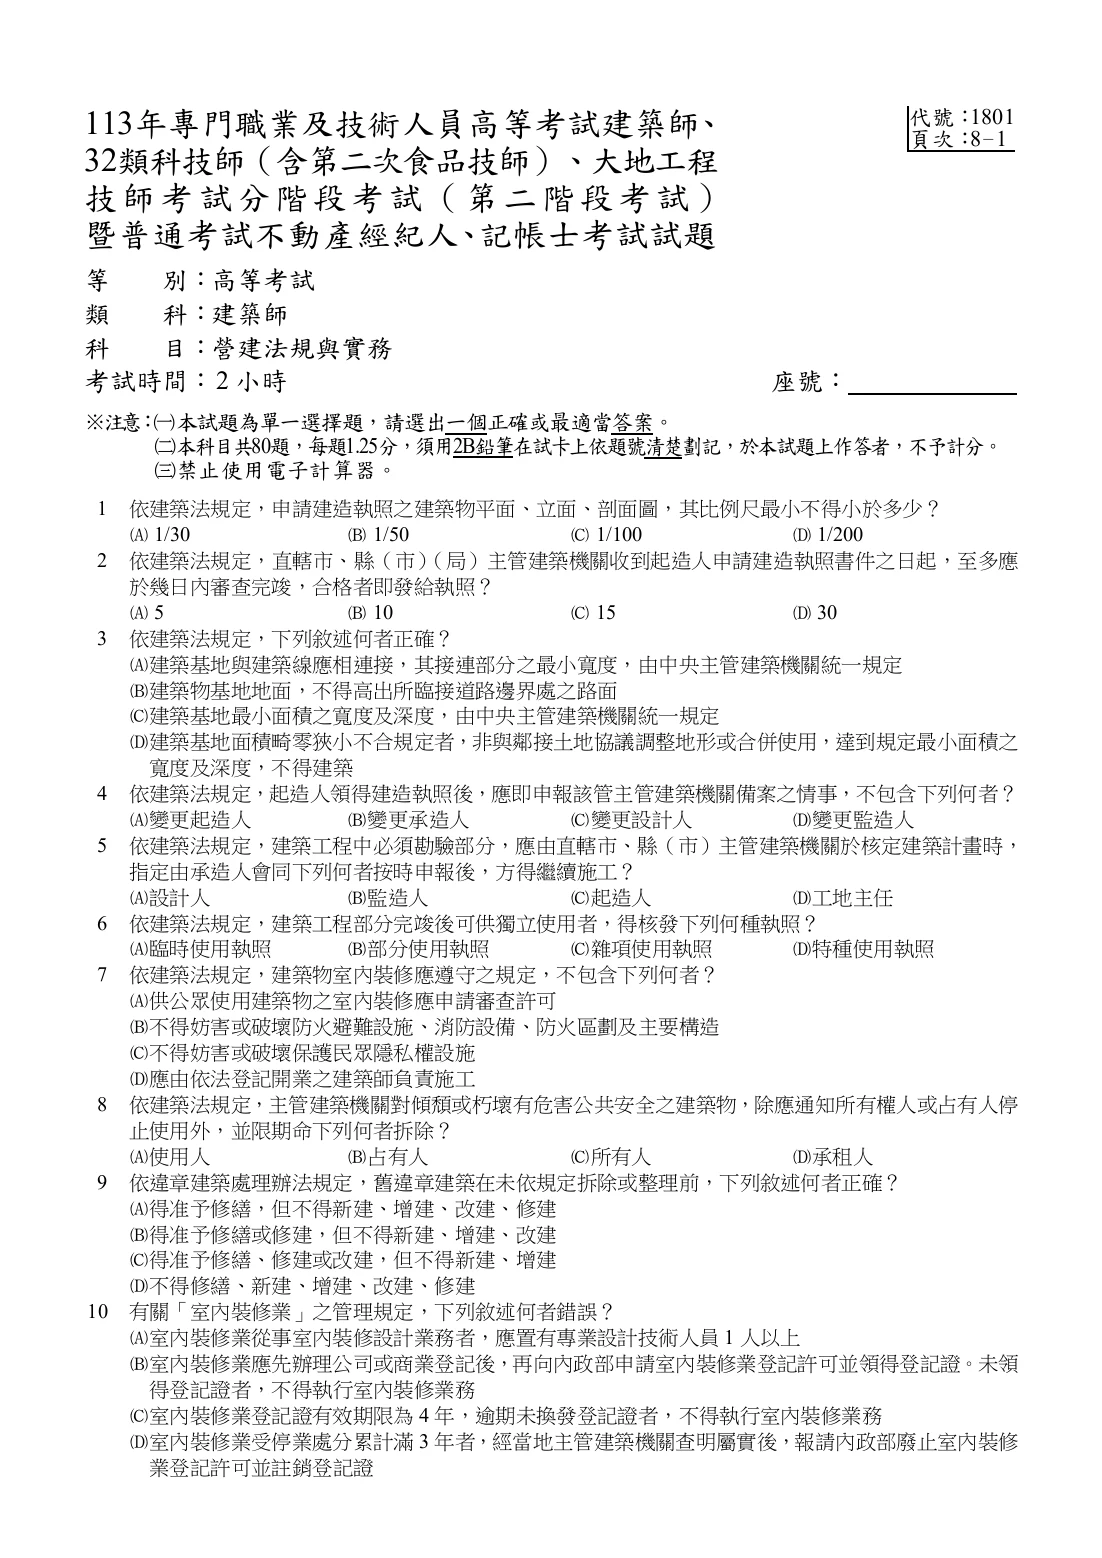 113年專門職業及技術人員高等考試建築師、
32類科技師（含第二次食品技師）、大地工程
技師考試分階段考試（第二階段考試）
暨普通考試不動產經紀人、記帳士考試試題
代號：1801
頁次：8－1
等　　別：高等考試
類　　科：建築師
科　　目：營建法規與實務
考試時間：2小時　　座號：
※注意：㈠本試題為單一選擇題，請選出一個正確或最適當答案。
㈡本科目共80題，每題1.25分，須用2B鉛筆在試卡上依題號清楚劃記，於本試題上作答者，不予計分。
㈢禁止使用電子計算器。
1　依建築法規定，申請建造執照之建築物平面、立面、剖面圖，其比例尺最小不得小於多少？
(A) 1/30　(B) 1/50　(C) 1/100　(D) 1/200
2　依建築法規定，直轄市、縣（市）（局）主管建築機關收到起造人申請建造執照書件之日起，至多應
於幾日內審查完竣，合格者即發給執照？
(A) 5　(B) 10　(C) 15　(D) 30
3　依建築法規定，下列敘述何者正確？
(A)建築基地與建築線應相連接，其接連部分之最小寬度，由中央主管建築機關統一規定
(B)建築物基地地面，不得高出所臨接道路邊界處之路面
(C)建築基地最小面積之寬度及深度，由中央主管建築機關統一規定
(D)建築基地面積畸零狹小不合規定者，非與鄰接土地協議調整地形或合併使用，達到規定最小面積之
寬度及深度，不得建築
4　依建築法規定，起造人領得建造執照後，應即申報該管主管建築機關備案之情事，不包含下列何者？
(A)變更起造人　(B)變更承造人　(C)變更設計人　(D)變更監造人
5　依建築法規定，建築工程中必須勘驗部分，應由直轄市、縣（市）主管建築機關於核定建築計畫時，
指定由承造人會同下列何者按時申報後，方得繼續施工？
(A)設計人　(B)監造人　(C)起造人　(D)工地主任
6　依建築法規定，建築工程部分完竣後可供獨立使用者，得核發下列何種執照？
(A)臨時使用執照　(B)部分使用執照　(C)雜項使用執照　(D)特種使用執照
7　依建築法規定，建築物室內裝修應遵守之規定，不包含下列何者？
(A)供公眾使用建築物之室內裝修應申請審查許可
(B)不得妨害或破壞防火避難設施、消防設備、防火區劃及主要構造
(C)不得妨害或破壞保護民眾隱私權設施
(D)應由依法登記開業之建築師負責施工
8　依建築法規定，主管建築機關對傾頹或朽壞有危害公共安全之建築物，除應通知所有權人或占有人停
止使用外，並限期命下列何者拆除？
(A)使用人　(B)占有人　(C)所有人　(D)承租人
9　依違章建築處理辦法規定，舊違章建築在未依規定拆除或整理前，下列敘述何者正確？
(A)得准予修繕，但不得新建、增建、改建、修建
(B)得准予修繕或修建，但不得新建、增建、改建
(C)得准予修繕、修建或改建，但不得新建、增建
(D)不得修繕、新建、增建、改建、修建
10　有關「室內裝修業」之管理規定，下列敘述何者錯誤？
(A)室內裝修業從事室內裝修設計業務者，應置有專業設計技術人員 1 人以上
(B)室內裝修業應先辦理公司或商業登記後，再向內政部申請室內裝修業登記許可並領得登記證。未領
得登記證者，不得執行室內裝修業務
(C)室內裝修業登記證有效期限為 4 年，逾期未換發登記證者，不得執行室內裝修業務
(D)室內裝修業受停業處分累計滿 3 年者，經當地主管建築機關查明屬實後，報請內政部廢止室內裝修
業登記許可並註銷登記證